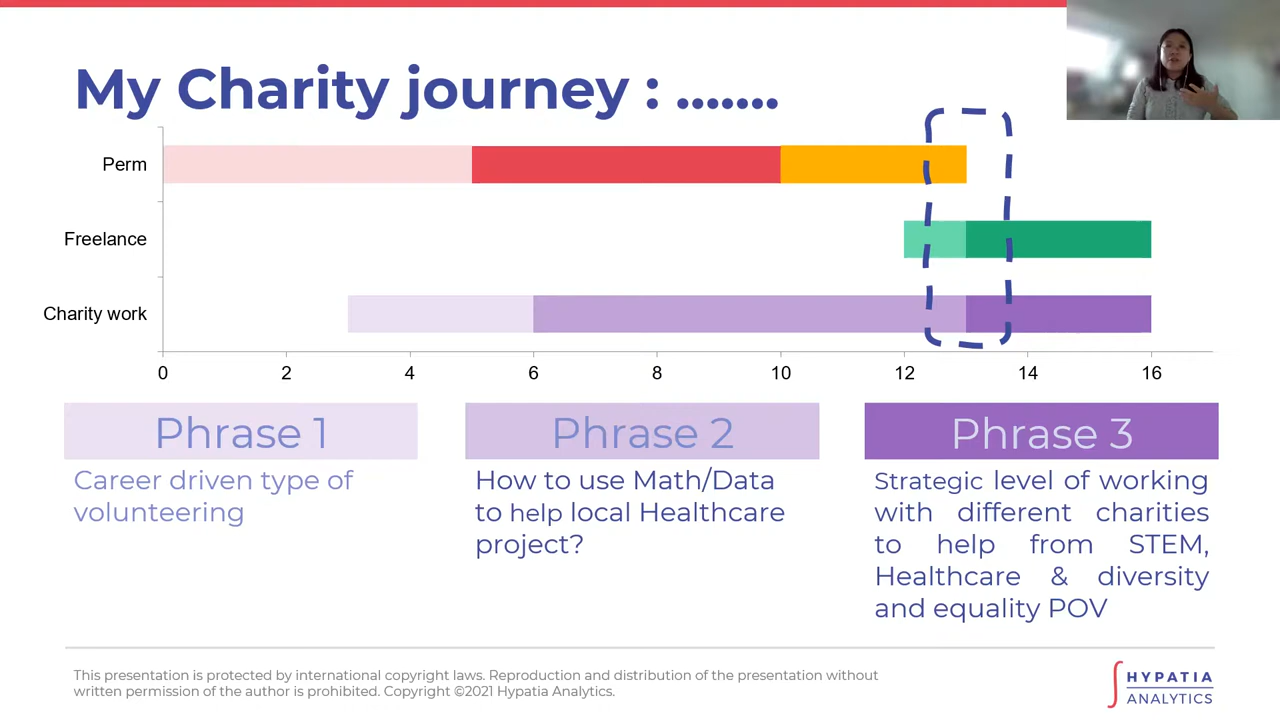 My Charity journey : .......
Perm
Freelance
Charity work
0 2 4 6 8 10 12 14 16
Phrase 1
Career driven type of
volunteering
Phrase 2
How to use Math/Data
to help local Healthcare
project?
Phrase 3
Strategic level of working
with different charities
to help from STEM,
Healthcare & diversity
and equality POV
This presentation is protected by international copyright laws. Reproduction and distribution of the presentation without
written permission of the author is prohibited. Copyright ©2021 Hypatia Analytics.
HYPATIA
ANALYTICS